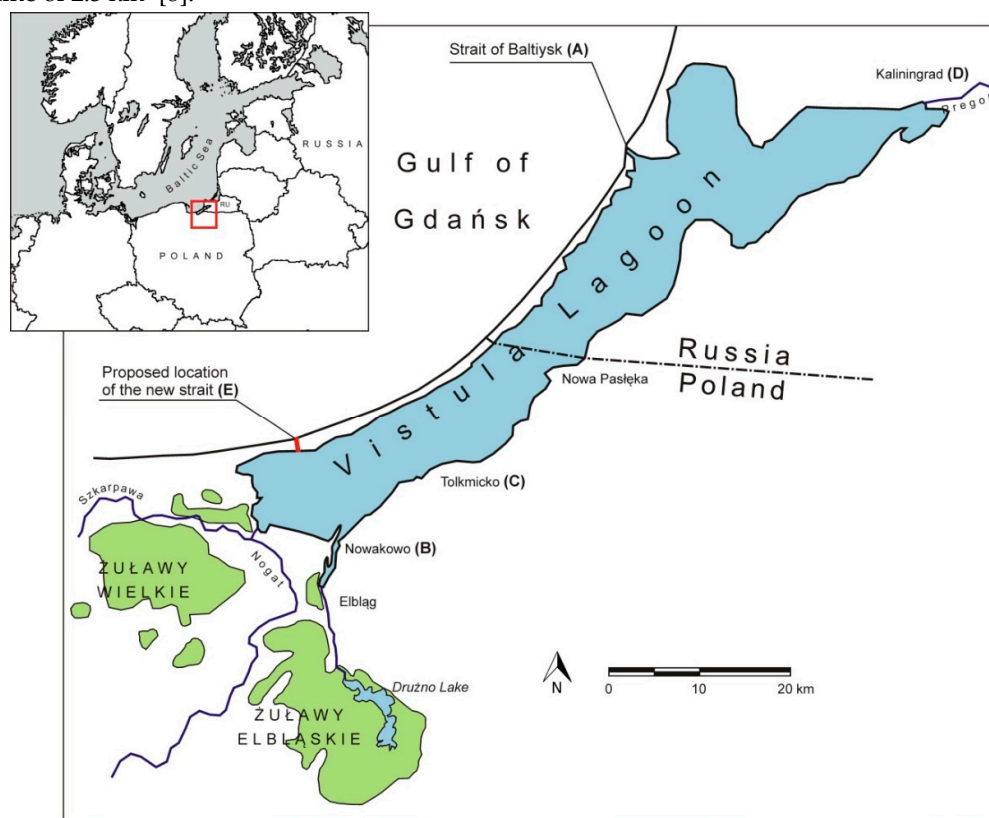 Strait of Baltiysk (A)
Kaliningrad (D)
Gulf of
Gdańsk
RUSSIA
Baltic Sea
RU
POLAND
Vistula Lagoon
Russia
Poland
Nowa Pasłęka
Proposed location
of the new strait (E)
Tolkmicko (C)
Szkarpawa
Nowakowo (B)
Nogat
ŻUŁAWY
WIELKIE
Elbląg
N
0 10 20 km
Drużno Lake
ŻUŁAWY
ELBLĄSKIE